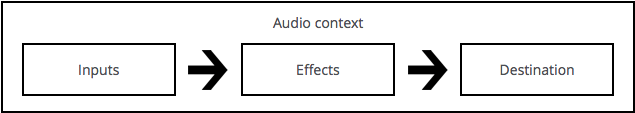 Audio context
Inputs
Effects
Destination